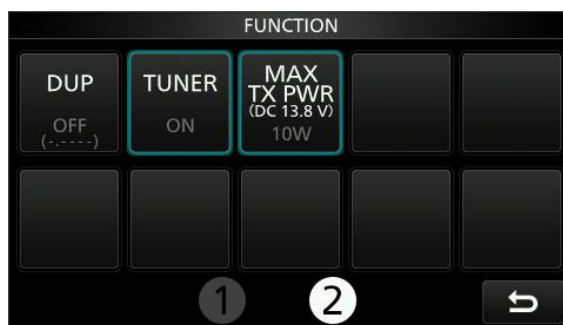 FUNCTION
DUP
OFF
(-.----)
TUNER
ON
MAX
TX PWR
(DC 13.8 V)
10W
1
2